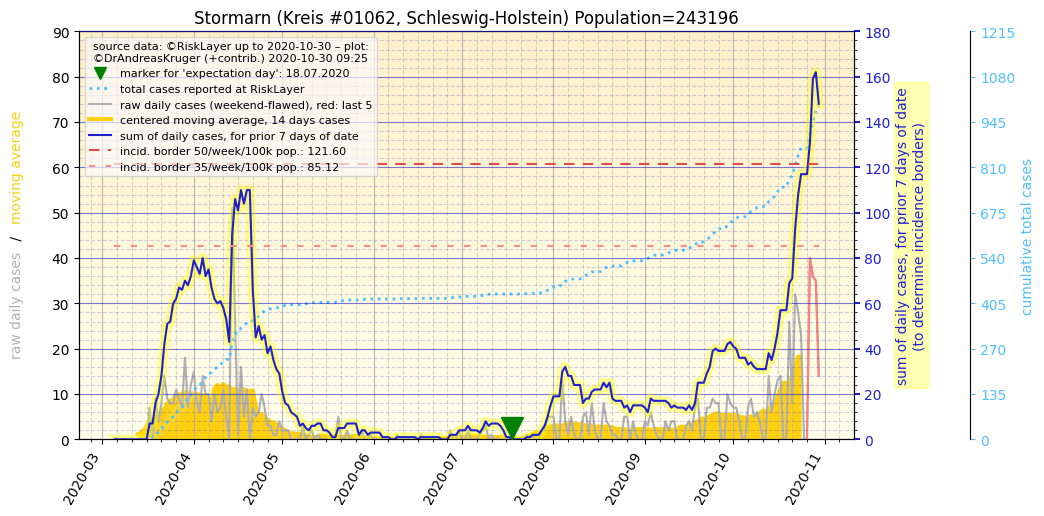 Stormarn (Kreis #01062, Schleswig-Holstein) Population=243196
source data: ©RiskLayer up to 2020-10-30 – plot:
©DrAndreasKruger (+contrib.) 2020-10-30 09:25
marker for 'expectation day': 18.07.2020
total cases reported at RiskLayer
raw daily cases (weekend-flawed), red: last 5
centered moving average, 14 days cases
sum of daily cases, for prior 7 days of date
incid. border 50/week/100k pop.: 121.60
incid. border 35/week/100k pop.: 85.12
raw daily cases / moving average
90
80
70
60
50
40
30
20
10
0
2020-03
2020-04
2020-05
2020-06
2020-07
2020-08
2020-09
2020-10
2020-11
180
160
140
120
100
80
60
40
20
0
sum of daily cases, for prior 7 days of date
(to determine incidence borders)
1215
1080
945
810
675
540
405
270
135
0
cumulative total cases